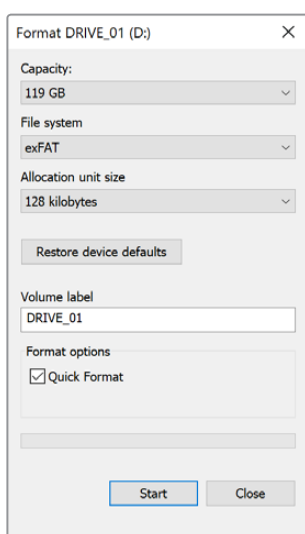 Format DRIVE_01 (D:)
Capacity:
119 GB
File system
exFAT
Allocation unit size
128 kilobytes
Restore device defaults
Volume label
DRIVE_01
Format options
Quick Format
Start Close